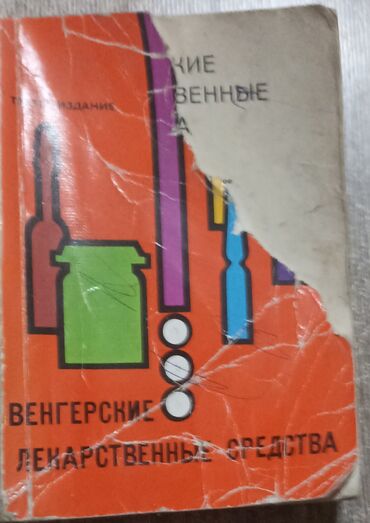 КИЕ
ВЕННЫЕ
А
ИЗДАНИЕ
ВЕНГЕРСКИЕ
ЛЕКАРСТВЕННЫЕ СРЕДСТВА